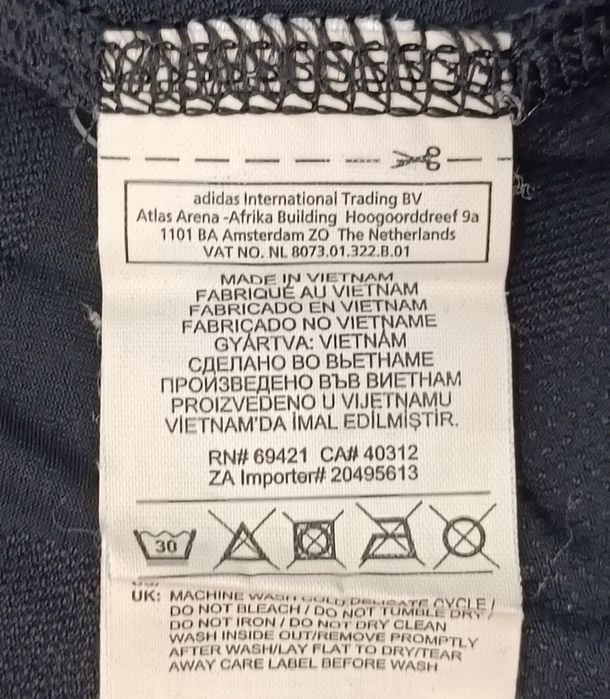 adidas International Trading BV
Atlas Arena -Afrika Building Hoogoorddreef 9a
1101 BA Amsterdam ZO The Netherlands
VAT NO. NL 8073.01.322.B.01
MADE IN VIETNAM
FABRIQUÉ AU VIETNAM
FABRICADO EN VIETNAM
FABRICADO NO VIETNAME
GYÁRTVA: VIETNÁM
СДЕЛАНО ВО ВЬЕТНАМЕ
ПРОИЗВЕДЕНО ВЪВ ВИЕТНАМ
PROIZVEDENO U VIJETNAMU
VIETNAM'DA İMAL EDİLMİŞTİR.
RN# 69421 CA# 40312
ZA Importer# 20495613
30
UK: MACHINE WASH COLD DELICATE CYCLE /
DO NOT BLEACH / DO NOT TUMBLE DRY /
DO NOT IRON / DO NOT DRY CLEAN
WASH INSIDE OUT/REMOVE PROMPTLY
AFTER WASH/LAY FLAT TO DRY/TEAR
AWAY CARE LABEL BEFORE WASH